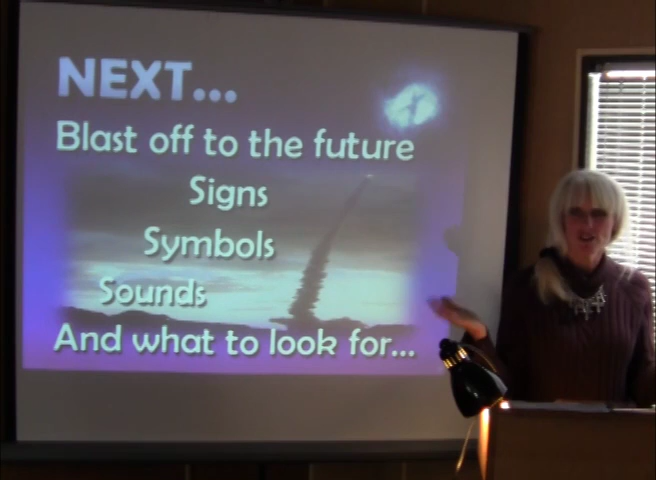 NEXT...
Blast off to the future
Signs
Symbols
Sounds
And what to look for...